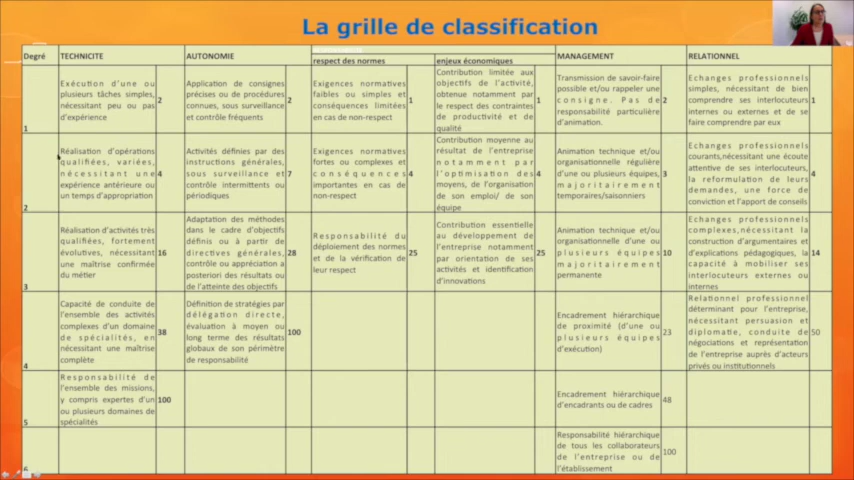 La grille de classification
Degré TECHNICITE AUTONOMIE respect des normes enjeux économiques MANAGEMENT RELATIONNEL
1
Exécution d'une ou
plusieurs tâches simples,
nécessitant peu ou pas
d'expérience
2
Application de consignes
précises ou de procédures
connues, sous surveillance
et contrôle fréquents
2
Exigences normatives
faibles ou simples et
conséquences limitées
en cas de non-respect
1
Contribution limitée aux
objectifs de l'activité,
obtenue notamment par
le respect des contraintes
de productivité et de
qualité
1
Transmission de savoir-faire
possible et/ou rappeler une
consigne. Pas de
responsabilité particulière
d'animation.
2
Echanges professionnels
simples, nécessitant de bien
comprendre ses interlocuteurs
internes ou externes et de se
faire comprendre par eux
1
2
Réalisation d'opérations
qualifiées, variées,
nécessitant une
expérience antérieure ou
un temps d'appropriation
4
Activités définies par des
instructions générales,
sous surveillance et
contrôle intermittents ou
périodiques
7
Exigences normatives
fortes ou complexes et
conséquences
importantes en cas de
non-respect
4
Contribution moyenne au
résultat de l'entreprise
notamment par
l'optimisation des
moyens, de l'organisation
de son emploi/ de son
équipe
4
Animation technique et/ou
organisationnelle régulière
d'une ou plusieurs équipes,
majoritairement
temporaires/saisonniers
3
Echanges professionnels
courants,nécessitant une écoute
attentive de ses interlocuteurs,
la reformulation de leurs
demandes, une force de
conviction et l'apport de conseils
4
3
Réalisation d'activités très
qualifiées, fortement
évolutives, nécessitant
une maîtrise confirmée
du métier
16
Adaptation des méthodes
dans le cadre d'objectifs
définis ou à partir de
directives générales,
contrôle ou appréciation a
posteriori des résultats ou
de l'atteinte des objectifs
28
Responsabilité du
déploiement des normes
et de la vérification de
leur respect
25
Contribution essentielle
au développement de
l'entreprise notamment
par orientation de ses
activités et identification
d'innovations
25
Animation technique et/ou
organisationnelle d'une ou
plusieurs équipes
majoritairement
permanente
10
Echanges professionnels
complexes,nécessitant la
construction d'argumentaires et
d'explications pédagogiques, la
capacité à mobiliser ses
interlocuteurs externes ou
internes
14
4
Capacité de conduite de
l'ensemble des activités
complexes d'un domaine
de spécialités, en
nécessitant une maîtrise
complète
38
Définition de stratégies par
délégation directe,
évaluation à moyen ou
long terme des résultats
globaux de son périmètre
de responsabilité
100
Encadrement hiérarchique
de proximité (d'une ou
plusieurs équipes
d'exécution)
23
Relationnel professionnel
déterminant pour l'entreprise,
nécessitant persuasion et
diplomatie, conduite de
négociations et représentation
de l'entreprise auprès d'acteurs
privés ou institutionnels
50
5
Responsabilité de
l'ensemble des missions,
y compris expertes d'un
ou plusieurs domaines de
spécialités
100
Encadrement hiérarchique
d'encadrants ou de cadres
48
Responsabilité hiérarchique
de tous les collaborateurs
de l'entreprise ou de
l'établissement
100